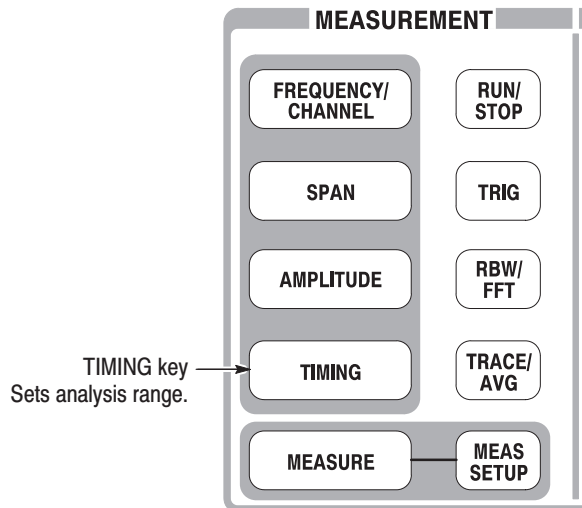 MEASUREMENT
FREQUENCY/
CHANNEL
RUN/
STOP
SPAN
TRIG
AMPLITUDE
RBW/
FFT
TIMING key
Sets analysis range.
TIMING
TRACE/
AVG
MEASURE
MEAS
SETUP